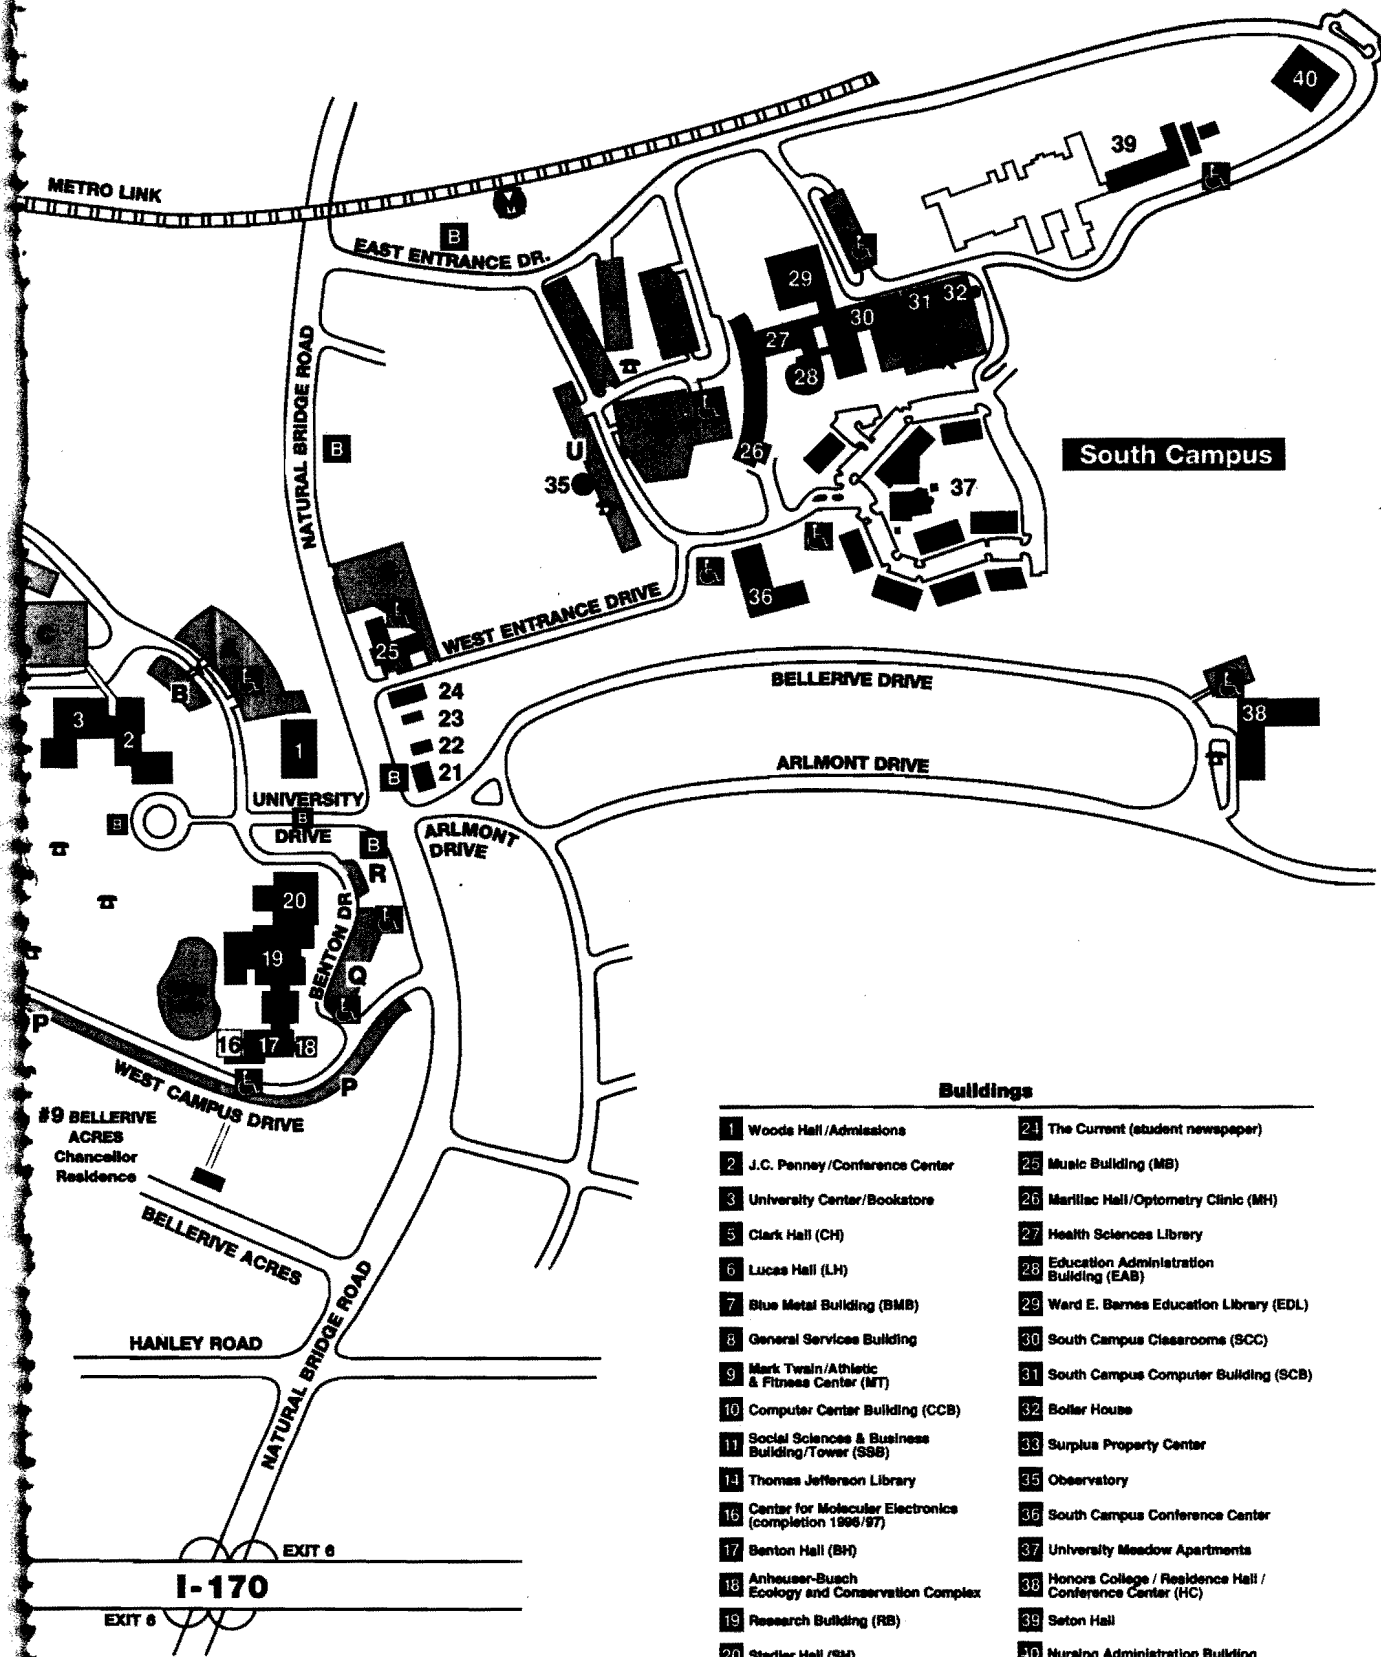 40
39
METRO LINK
M
B
EAST ENTRANCE DR.
29
31
32
30
27
28
NATURAL BRIDGE ROAD
B
U
26
South Campus
35
37
36
WEST ENTRANCE DRIVE
25
B
24
BELLERIVE DRIVE
3
23
38
2
1
22
B
21
ARLMONT DRIVE
UNIVERSITY
B
B
DRIVE
B
ARLMONT
DRIVE
R
20
BENTON DR
19
Q
P
16
17
18
WEST CAMPUS DRIVE
P
#9 BELLERIVE
ACRES
Chancellor
Residence
BELLERIVE ACRES
HANLEY ROAD
NATURAL BRIDGE ROAD
EXIT 6
I-170
EXIT 6
Buildings
1 Woods Hall/Admissions
2 J.C. Penney/Conference Center
3 University Center/Bookstore
5 Clark Hall (CH)
6 Lucas Hall (LH)
7 Blue Metal Building (BMB)
8 General Services Building
9 Mark Twain/Athletic
& Fitness Center (MT)
10 Computer Center Building (CCB)
11 Social Sciences & Business
Building/Tower (SSB)
14 Thomas Jefferson Library
16 Center for Molecular Electronics
(completion 1996/97)
17 Benton Hall (BH)
18 Anheuser-Busch
Ecology and Conservation Complex
19 Research Building (RB)
20 Stadler Hall (SH)
The Current (student newspaper)
25 Music Building (MB)
26 Marillac Hall/Optometry Clinic (MH)
27 Health Sciences Library
28 Education Administration
Building (EAB)
29 Ward E. Barnes Education Library (EDL)
30 South Campus Classrooms (SCC)
31 South Campus Computer Building (SCB)
32 Boiler House
33 Surplus Property Center
35 Observatory
36 South Campus Conference Center
37 University Meadow Apartments
38 Honors College / Residence Hall /
Conference Center (HC)
39 Seton Hall
40 Nursing Administration Building